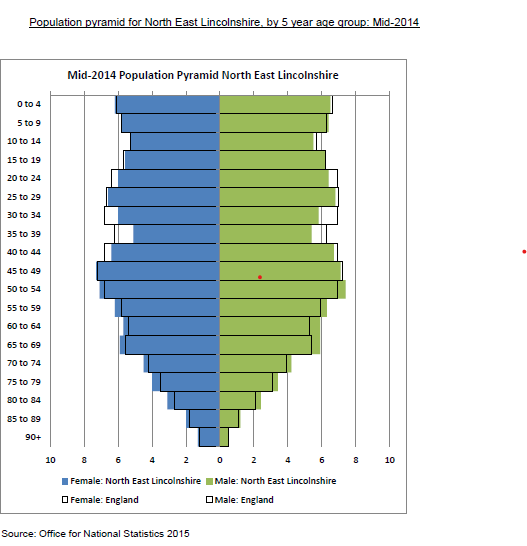 Population pyramid for North East Lincolnshire, by 5 year age group: Mid-2014
Mid-2014 Population Pyramid North East Lincolnshire
0 to 4
5 to 9
10 to 14
15 to 19
20 to 24
25 to 29
30 to 34
35 to 39
40 to 44
45 to 49
50 to 54
55 to 59
60 to 64
65 to 69
70 to 74
75 to 79
80 to 84
85 to 89
90+
10 8 6 4 2 0 2 4 6 8 10
Female: North East Lincolnshire Male: North East Lincolnshire
Female: England Male: England
Source: Office for National Statistics 2015